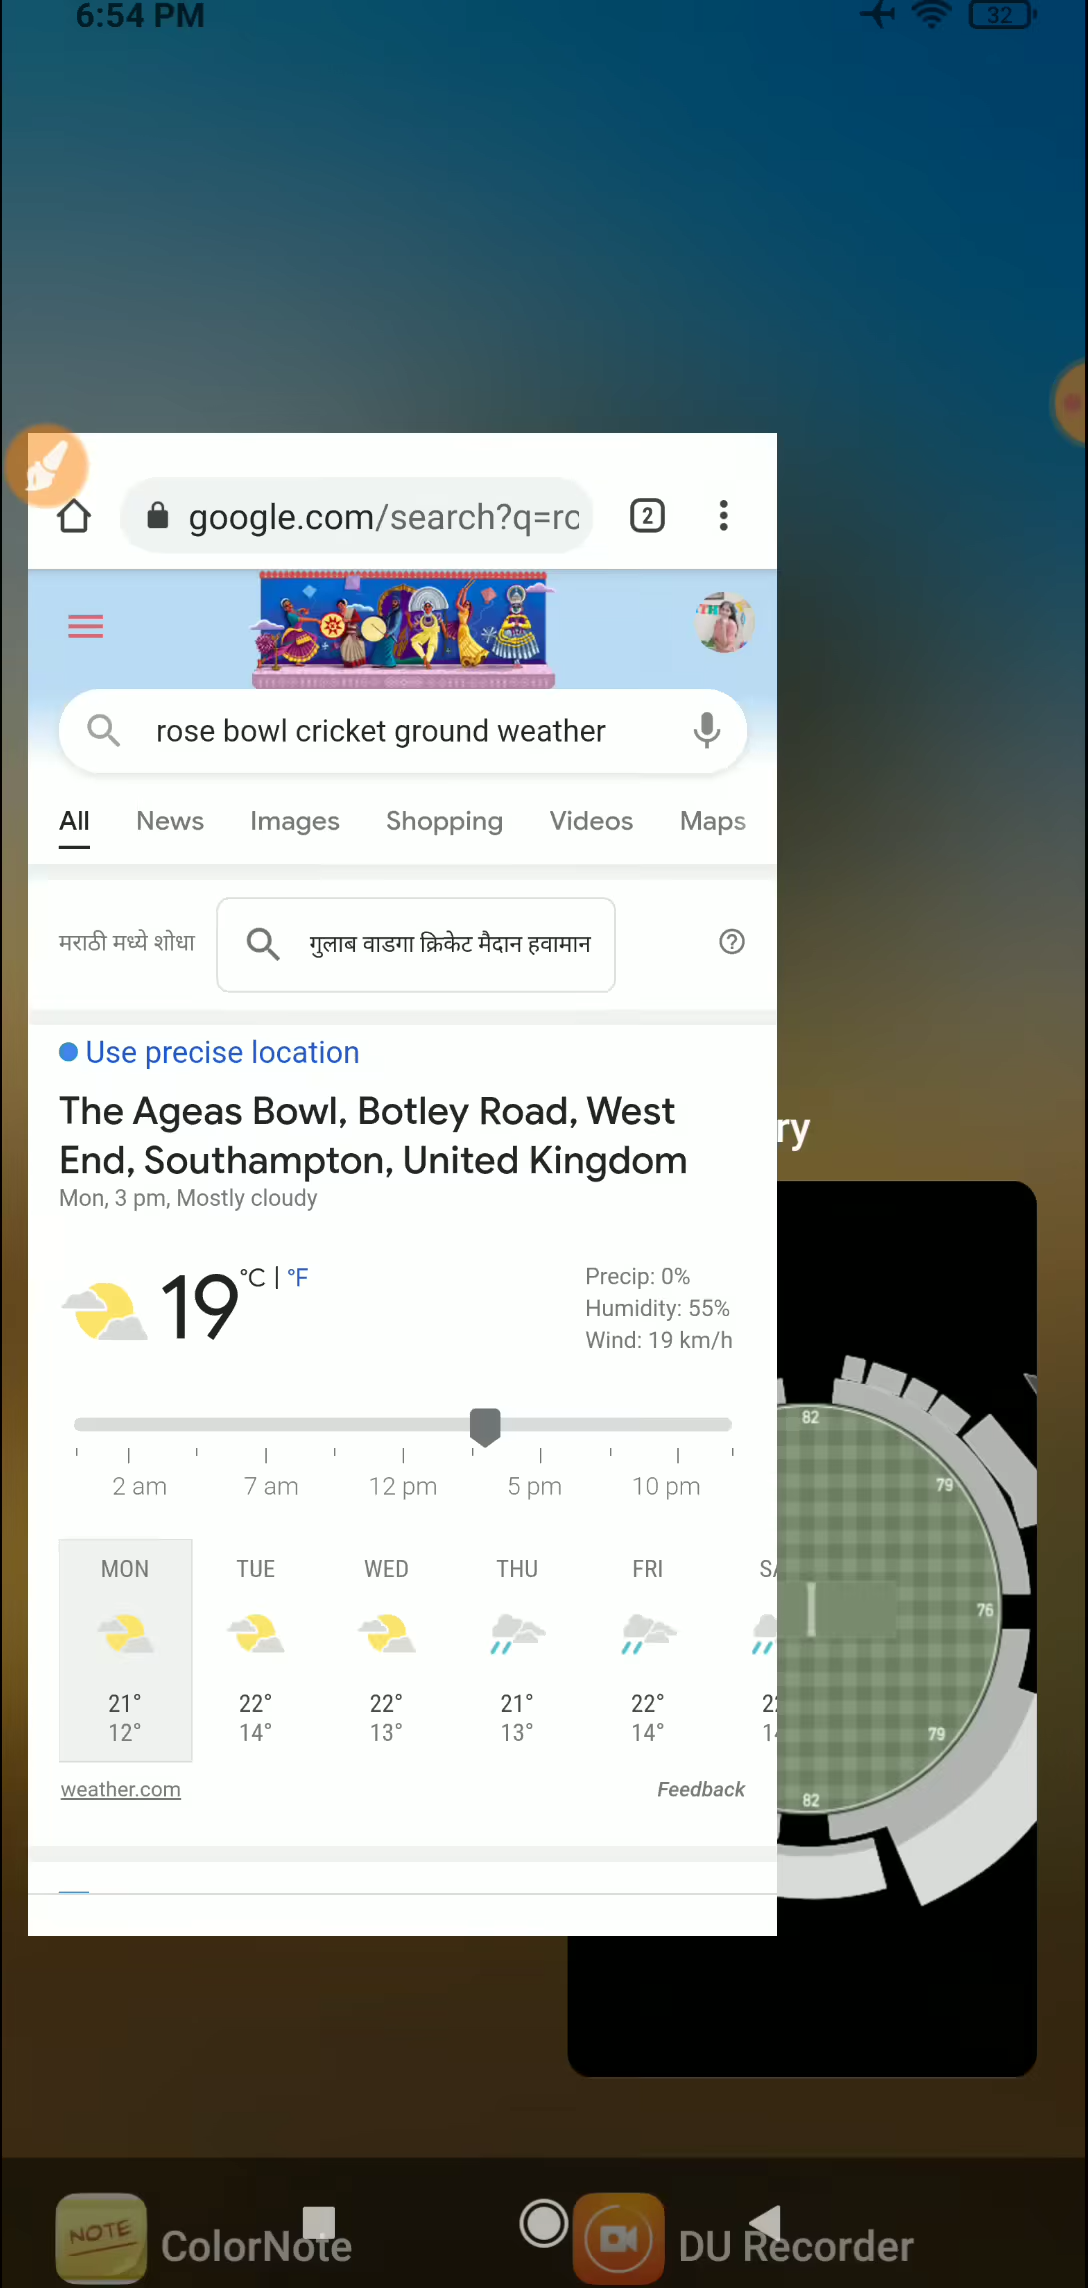 6:54 PM
32
google.com/search?q=ro
2
rose bowl cricket ground weather
All News Images Shopping Videos Maps
मराठी मध्ये शोधा
गुलाब वाडगा क्रिकेट मैदान हवामान
Use precise location
The Ageas Bowl, Botley Road, West
End, Southampton, United Kingdom
Mon, 3 pm, Mostly cloudy
19 °C | °F
Precip: 0%
Humidity: 55%
Wind: 19 km/h
2 am 7 am 12 pm 5 pm 10 pm
MON TUE WED THU FRI
21° 22° 22° 21° 22°
12° 14° 13° 13° 14°
weather.com
Feedback
ry
82
79
76
79
82
NOTE
ColorNote
DU Recorder